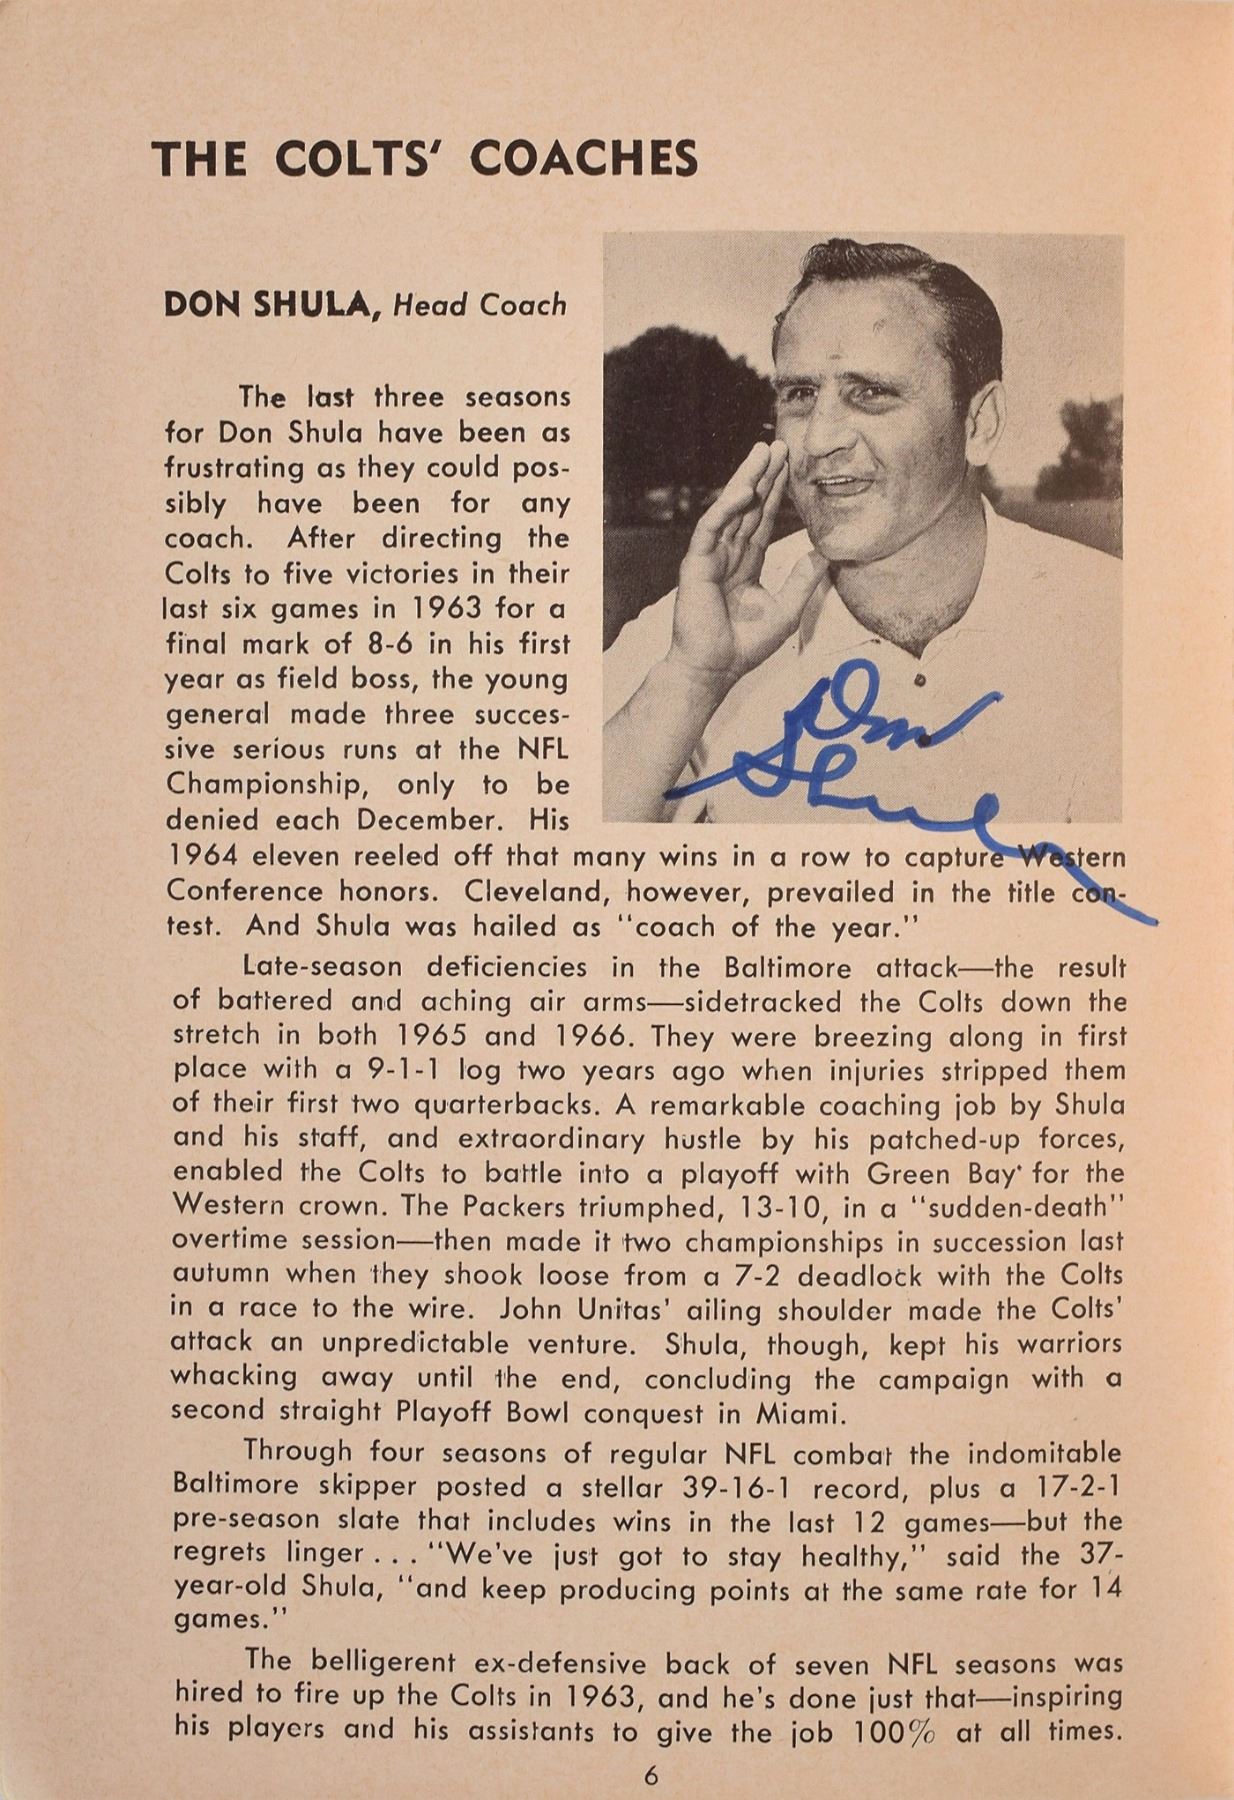 THE COLTS' COACHES
DON SHULA, Head Coach
The last three seasons
for Don Shula have been as
frustrating as they could pos-
sibly have been for any
coach. After directing the
Colts to five victories in their
last six games in 1963 for a
final mark of 8-6 in his first
year as field boss, the young
general made three succes-
sive serious runs at the NFL
Championship, only to be
denied each December. His
Don
Shula
1964 eleven reeled off that many wins in a row to capture Western
Conference honors. Cleveland, however, prevailed in the title con-
test. And Shula was hailed as "coach of the year."
Late-season deficiencies in the Baltimore attack—the result
of battered and aching air arms—sidetracked the Colts down the
stretch in both 1965 and 1966. They were breezing along in first
place with a 9-1-1 log two years ago when injuries stripped them
of their first two quarterbacks. A remarkable coaching job by Shula
and his staff, and extraordinary hustle by his patched-up forces,
enabled the Colts to battle into a playoff with Green Bay for the
Western crown. The Packers triumphed, 13-10, in a "sudden-death"
overtime session—then made it two championships in succession last
autumn when they shook loose from a 7-2 deadlock with the Colts
in a race to the wire. John Unitas' ailing shoulder made the Colts'
attack an unpredictable venture. Shula, though, kept his warriors
whacking away until the end, concluding the campaign with a
second straight Playoff Bowl conquest in Miami.
Through four seasons of regular NFL combat the indomitable
Baltimore skipper posted a stellar 39-16-1 record, plus a 17-2-1
pre-season slate that includes wins in the last 12 games—but the
regrets linger . . . "We've just got to stay healthy," said the 37-
year-old Shula, "and keep producing points at the same rate for 14
games."
The belligerent ex-defensive back of seven NFL seasons was
hired to fire up the Colts in 1963, and he's done just that—inspiring
his players and his assistants to give the job 100% at all times.
6